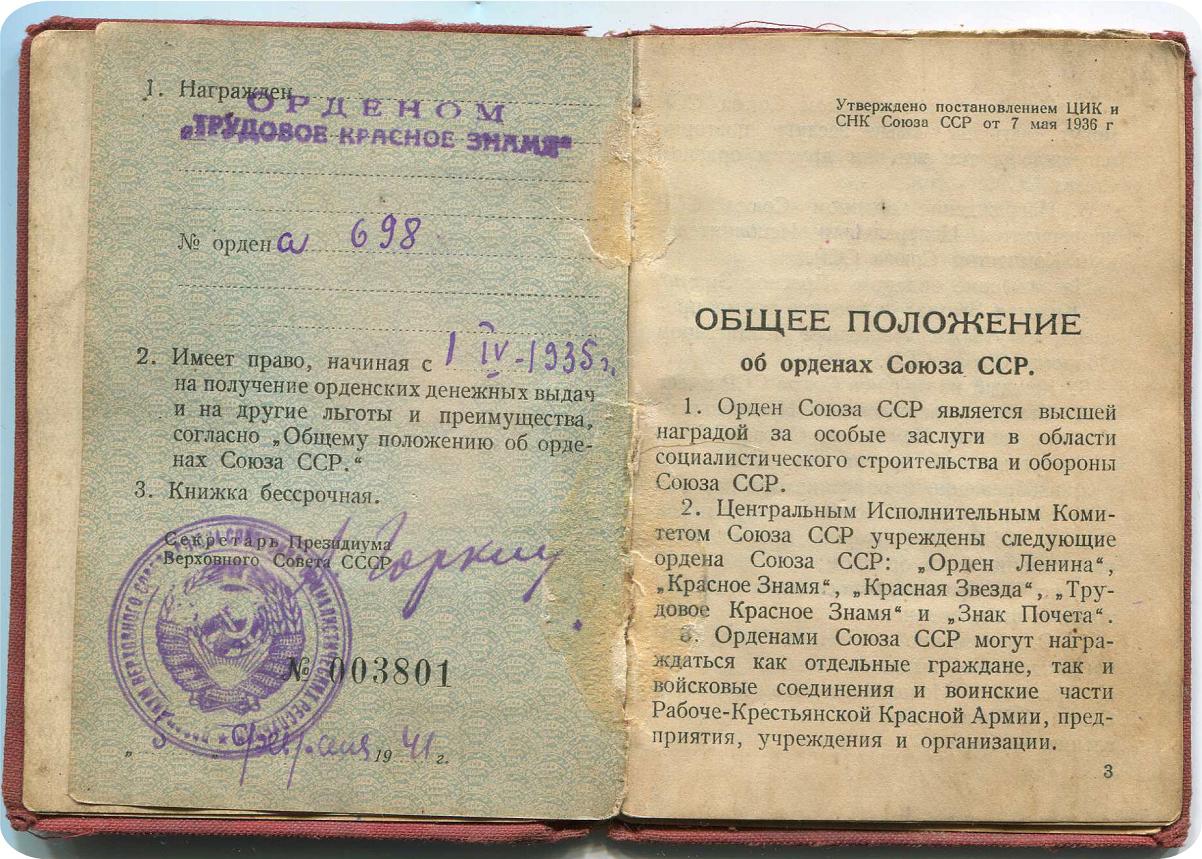 1. Награжден
ОРДЕНОМ
„ТРУДОВОЕ КРАСНОЕ ЗНАМЯ“
№ орден а 698
2. Имеет право, начиная с 1 IV-1935 г.
на получение орденских денежных выдач
и на другие льготы и преимущества,
согласно „Общему положению об орде-
нах Союза ССР.“
3. Книжка бессрочная.
Секретарь Президиума
Верховного Совета СССР
А. Горкин
№ 003801
„ 3 “ февраля 19 41 г.
Утверждено постановлением ЦИК и
СНК Союза ССР от 7 мая 1936 г
ОБЩЕЕ ПОЛОЖЕНИЕ
об орденах Союза ССР.
1. Орден Союза ССР является высшей
наградой за особые заслуги в области
социалистического строительства и обороны
Союза ССР.
2. Центральным Исполнительным Коми-
тетом Союза ССР учреждены следующие
ордена Союза ССР: „Орден Ленина“,
„Красное Знамя“, „Красная Звезда“, „Тру-
довое Красное Знамя“ и „Знак Почета“.
3. Орденами Союза ССР могут награ-
ждаться как отдельные граждане, так и
войсковые соединения и воинские части
Рабоче-Крестьянской Красной Армии, пред-
приятия, учреждения и организации.
3